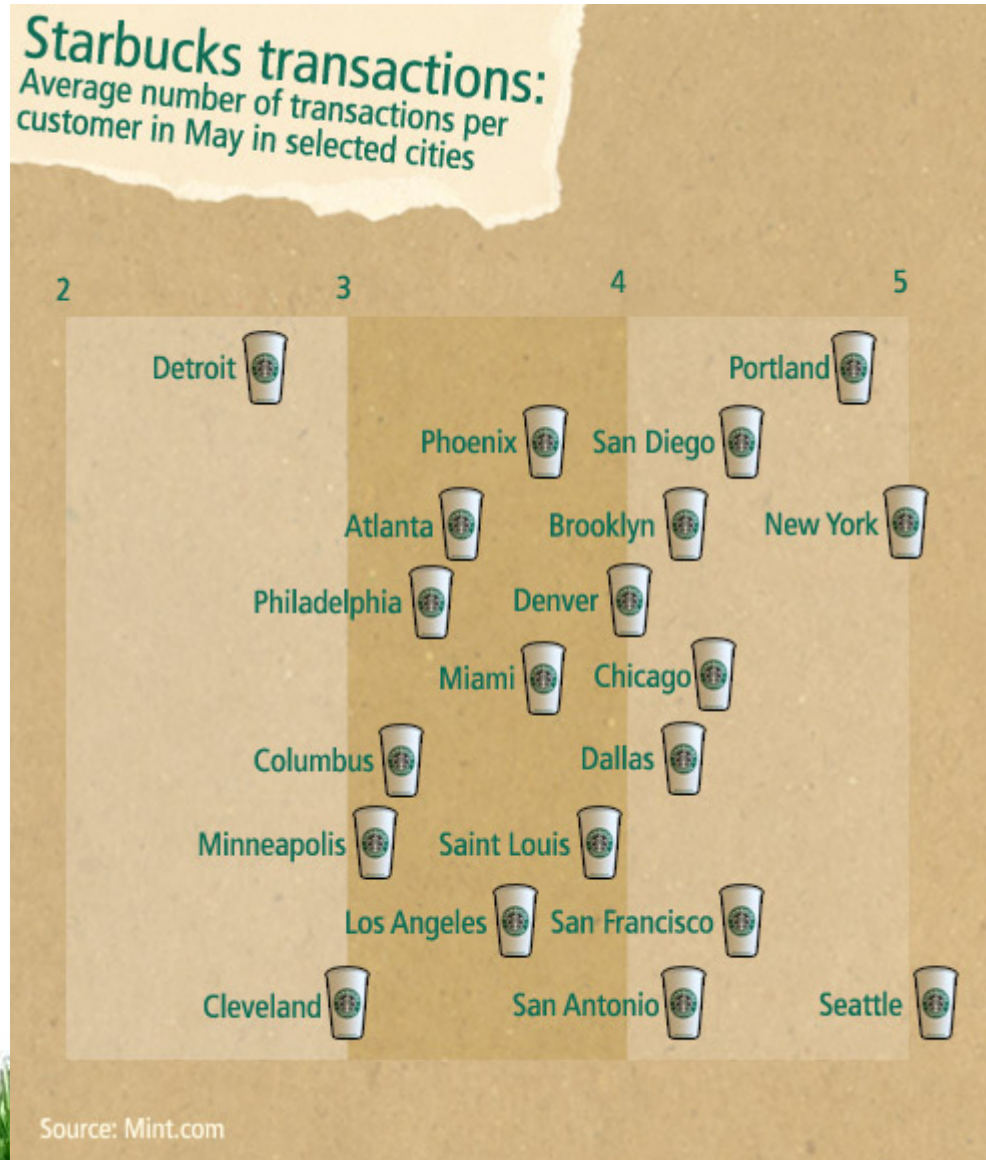 Starbucks transactions:
Average number of transactions per
customer in May in selected cities
2 3 4 5
Detroit Portland
Phoenix San Diego
Atlanta Brooklyn New York
Philadelphia Denver
Miami Chicago
Columbus Dallas
Minneapolis Saint Louis
Los Angeles San Francisco
Cleveland San Antonio Seattle
Source: Mint.com